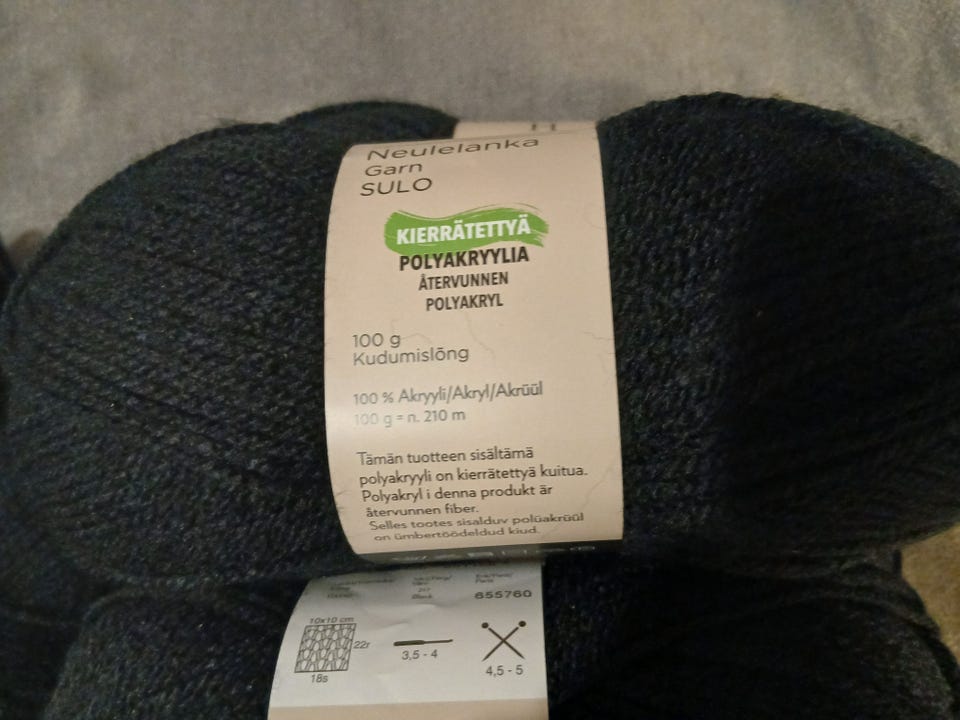 Neulelanka
Garn
SULO
KIERRÄTETTYÄ
POLYAKRYYLIA
ÅTERVUNNEN
POLYAKRYL
100 g
Kudumislõng
100 % Akryyli/Akryl/Akrüül
100 g = n. 210 m
Tämän tuotteen sisältämä
polyakryyli on kierrätettyä kuitua.
Polyakryl i denna produkt är
återvunnen fiber.
Selles tootes sisalduv polüakrüül
on ümbertöödeldud kiud.
Black
655760
10x10 cm
22r
18s
3,5 - 4
4,5 - 5